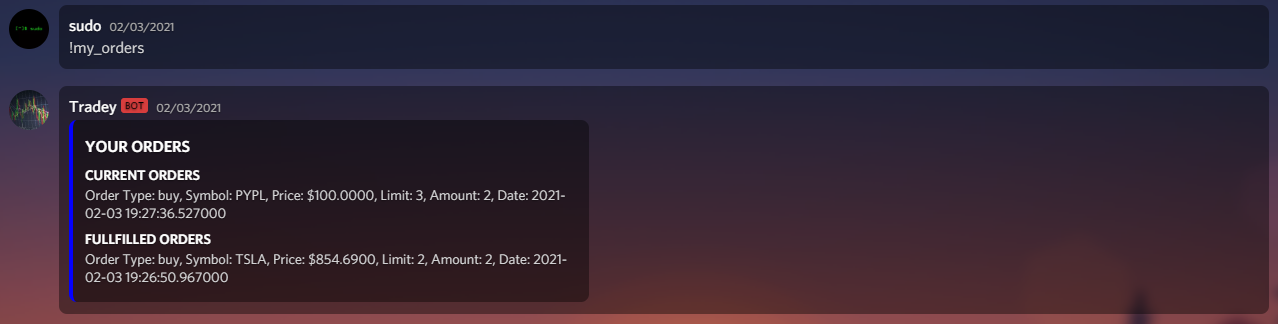 sudo 02/03/2021
!my_orders
Tradey BOT 02/03/2021
YOUR ORDERS
CURRENT ORDERS
Order Type: buy, Symbol: PYPL, Price: $100.0000, Limit: 3, Amount: 2, Date: 2021-
02-03 19:27:36.527000
FULLFILLED ORDERS
Order Type: buy, Symbol: TSLA, Price: $854.6900, Limit: 2, Amount: 2, Date: 2021-
02-03 19:26:50.967000